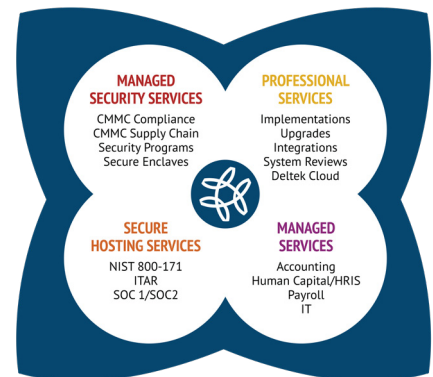 MANAGED
SECURITY SERVICES
CMMC Compliance
CMMC Supply Chain
Security Programs
Secure Enclaves
PROFESSIONAL
SERVICES
Implementations
Upgrades
Integrations
System Reviews
Deltek Cloud
SECURE
HOSTING SERVICES
NIST 800-171
ITAR
SOC 1/SOC2
MANAGED
SERVICES
Accounting
Human Capital/HRIS
Payroll
IT